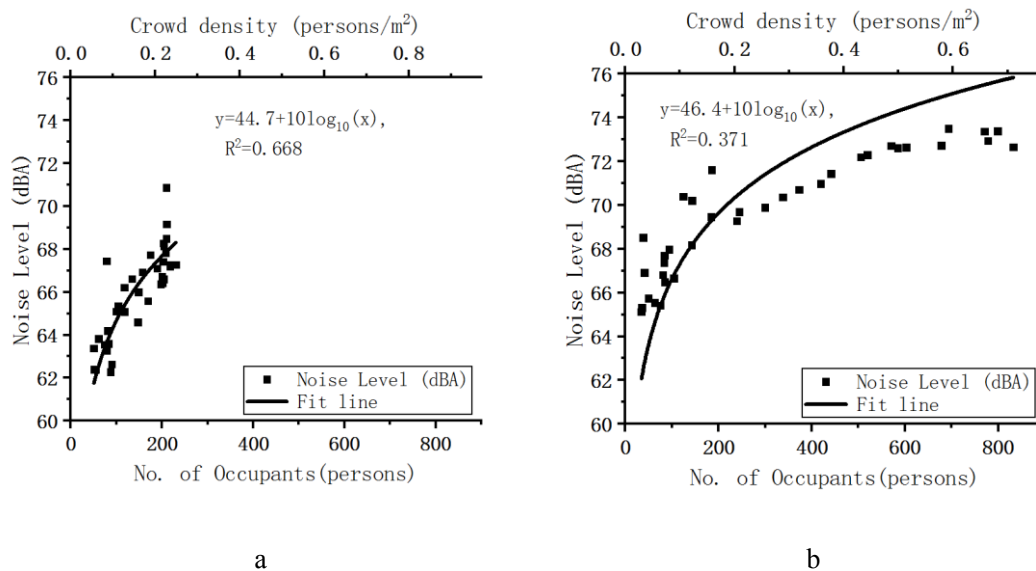 Crowd density (persons/m²)
0.0 0.2 0.4 0.6 0.8
76
74
72
70
68
66
64
62
60
Noise Level (dBA)
y=44.7+10log₁₀(x),
R²=0.668
Noise Level (dBA)
Fit line
0 200 400 600 800
No. of Occupants(persons)
a
Crowd density (persons/m²)
0.0 0.2 0.4 0.6
76
74
72
70
68
66
64
62
60
Noise Level (dBA)
y=46.4+10log₁₀(x),
R²=0.371
Noise Level (dBA)
Fit line
0 200 400 600 800
No. of Occupants(persons)
b